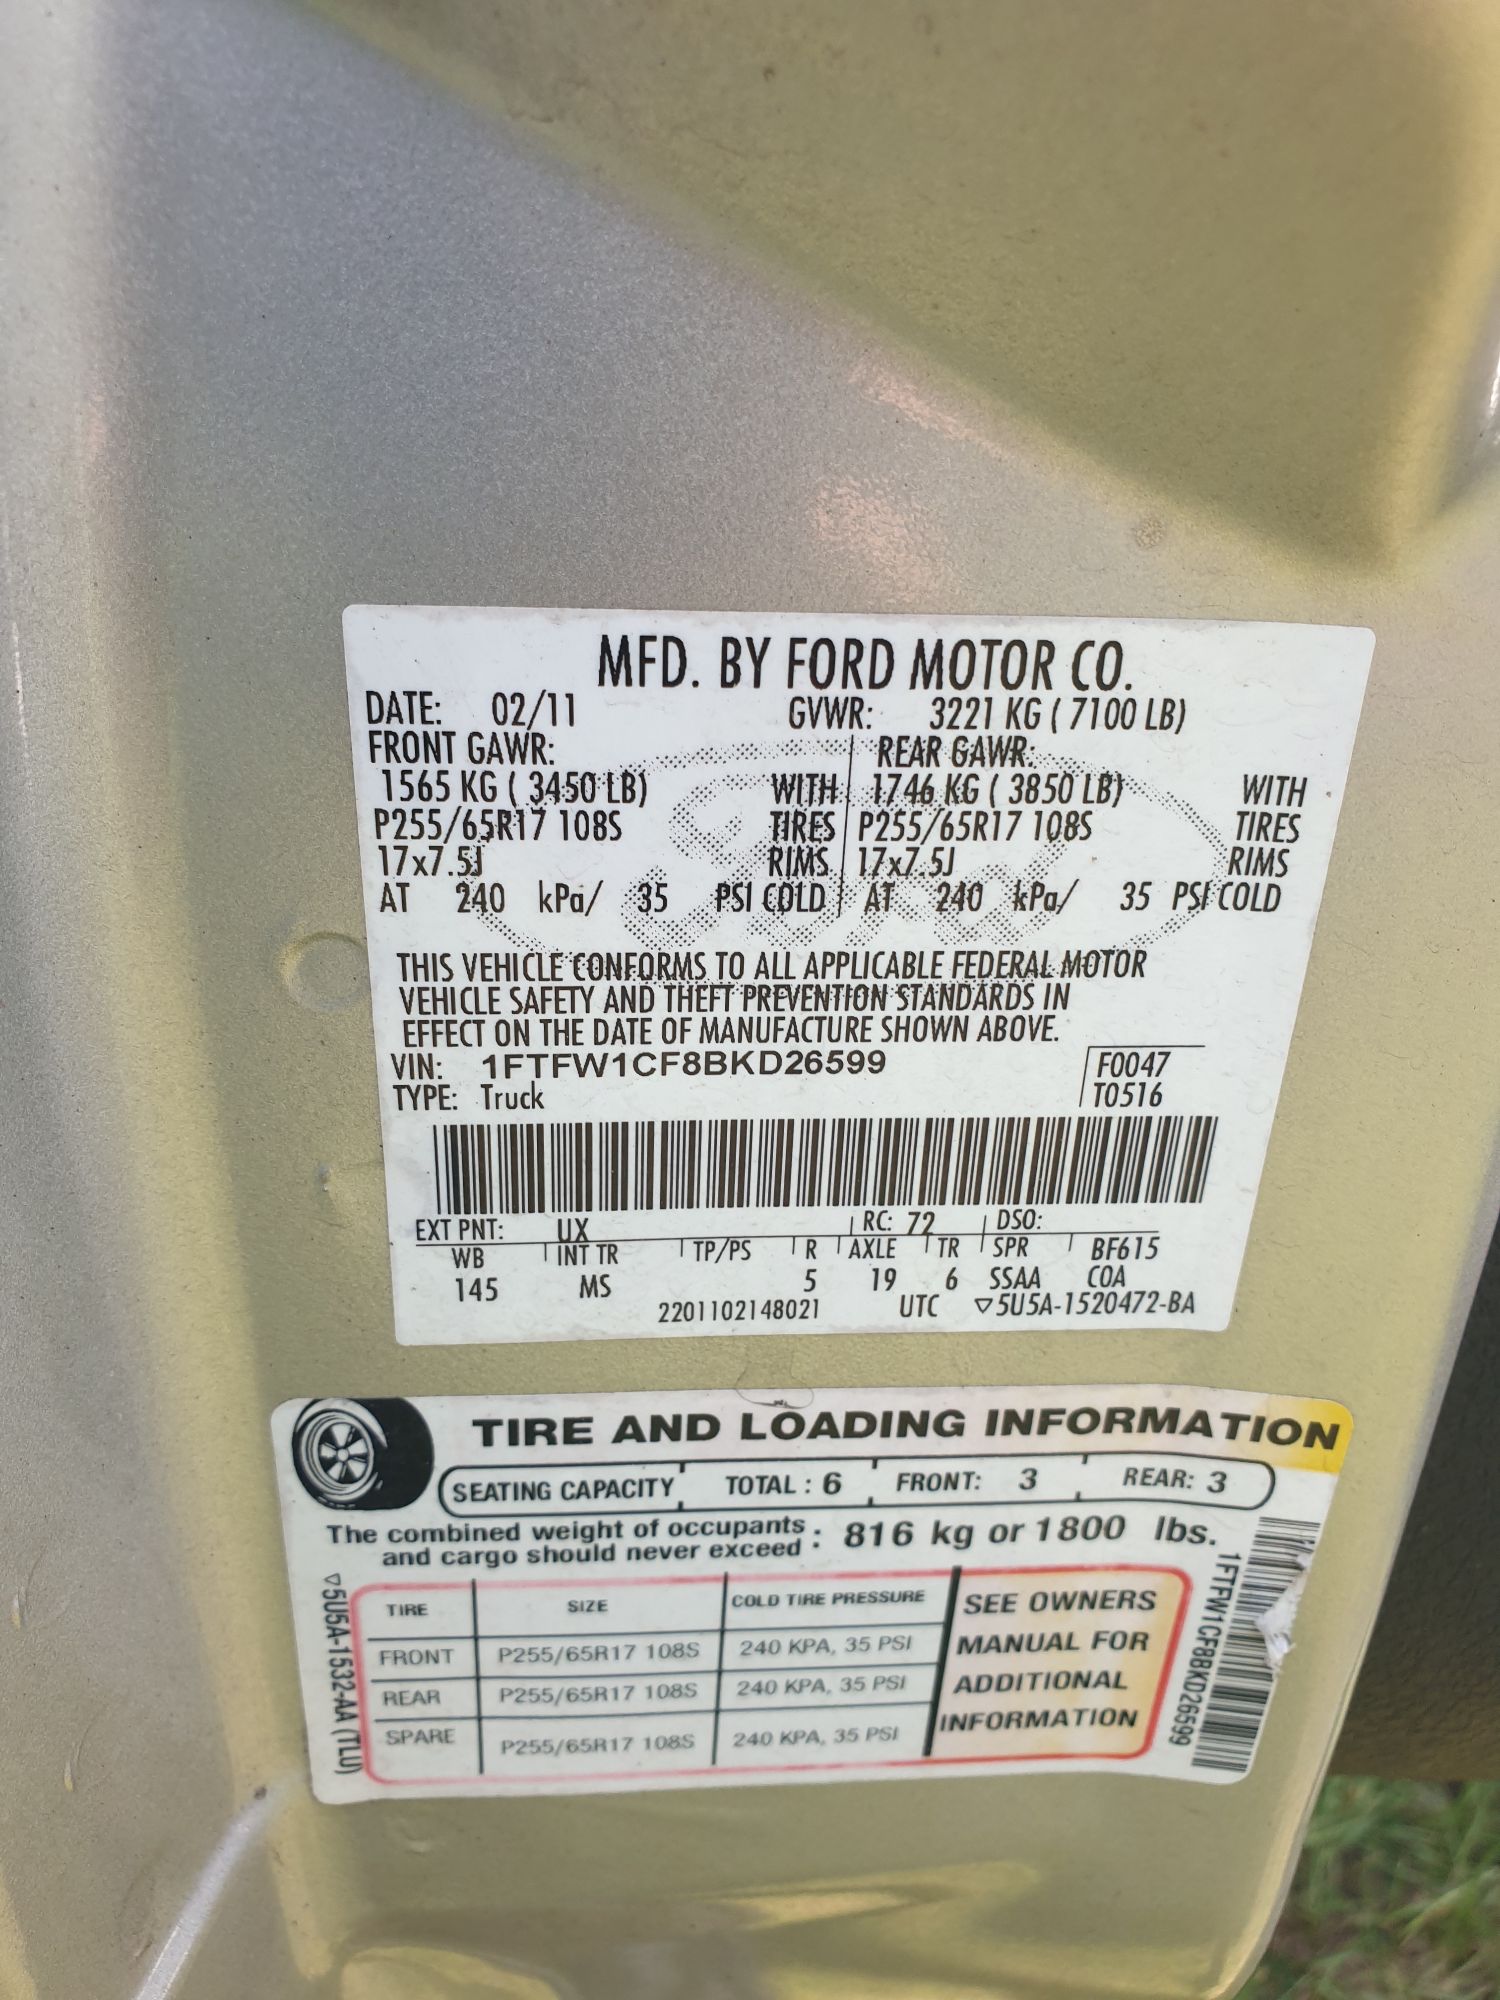 MFD. BY FORD MOTOR CO.
DATE: 02/11 GVWR: 3221 KG ( 7100 LB)
FRONT GAWR: REAR GAWR:
1565 KG ( 3450 LB) WITH 1746 KG ( 3850 LB) WITH
P255/65R17 108S TIRES P255/65R17 108S TIRES
17x7.5J RIMS 17x7.5J RIMS
AT 240 kPa/ 35 PSI COLD AT 240 kPa/ 35 PSI COLD
THIS VEHICLE CONFORMS TO ALL APPLICABLE FEDERAL MOTOR
VEHICLE SAFETY AND THEFT PREVENTION STANDARDS IN
EFFECT ON THE DATE OF MANUFACTURE SHOWN ABOVE.
VIN: 1FTFW1CF8BKD26599 F0047
TYPE: Truck T0516
EXT PNT: UX RC: 72 DSO:
WB INT TR TP/PS R AXLE TR SPR BF615
145 MS 5 19 6 SSAA COA
2201102148021 UTC ▽5U5A-1520472-BA
TIRE AND LOADING INFORMATION
SEATING CAPACITY TOTAL : 6 FRONT: 3 REAR: 3
The combined weight of occupants
and cargo should never exceed : 816 kg or 1800 lbs.
TIRE SIZE COLD TIRE PRESSURE
FRONT P255/65R17 108S 240 KPA, 35 PSI
REAR P255/65R17 108S 240 KPA, 35 PSI
SPARE P255/65R17 108S 240 KPA, 35 PSI
SEE OWNERS
MANUAL FOR
ADDITIONAL
INFORMATION
▽5U5A-1532-AA (TLU)
1FTFW1CF8BKD26599